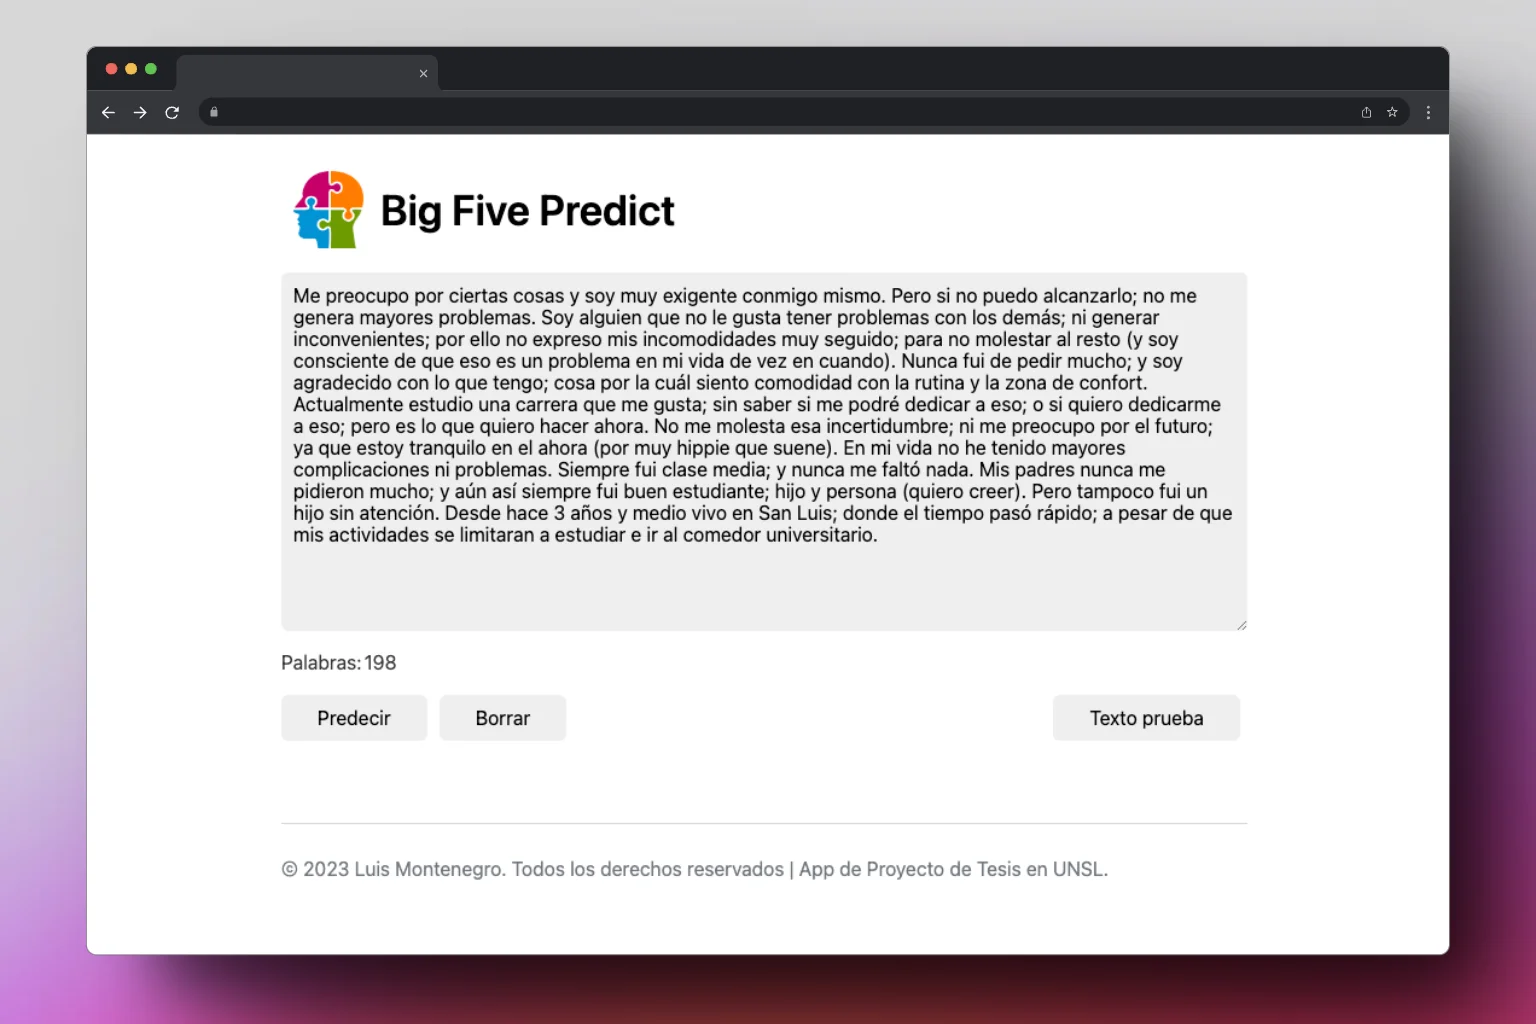 Big Five Predict
Me preocupo por ciertas cosas y soy muy exigente conmigo mismo. Pero si no puedo alcanzarlo; no me
genera mayores problemas. Soy alguien que no le gusta tener problemas con los demás; ni generar
inconvenientes; por ello no expreso mis incomodidades muy seguido; para no molestar al resto (y soy
consciente de que eso es un problema en mi vida de vez en cuando). Nunca fui de pedir mucho; y soy
agradecido con lo que tengo; cosa por la cuál siento comodidad con la rutina y la zona de confort.
Actualmente estudio una carrera que me gusta; sin saber si me podré dedicar a eso; o si quiero dedicarme
a eso; pero es lo que quiero hacer ahora. No me molesta esa incertidumbre; ni me preocupo por el futuro;
ya que estoy tranquilo en el ahora (por muy hippie que suene). En mi vida no he tenido mayores
complicaciones ni problemas. Siempre fui clase media; y nunca me faltó nada. Mis padres nunca me
pidieron mucho; y aún así siempre fui buen estudiante; hijo y persona (quiero creer). Pero tampoco fui un
hijo sin atención. Desde hace 3 años y medio vivo en San Luis; donde el tiempo pasó rápido; a pesar de que
mis actividades se limitaran a estudiar e ir al comedor universitario.
Palabras: 198
Predecir Borrar Texto prueba
© 2023 Luis Montenegro. Todos los derechos reservados | App de Proyecto de Tesis en UNSL.